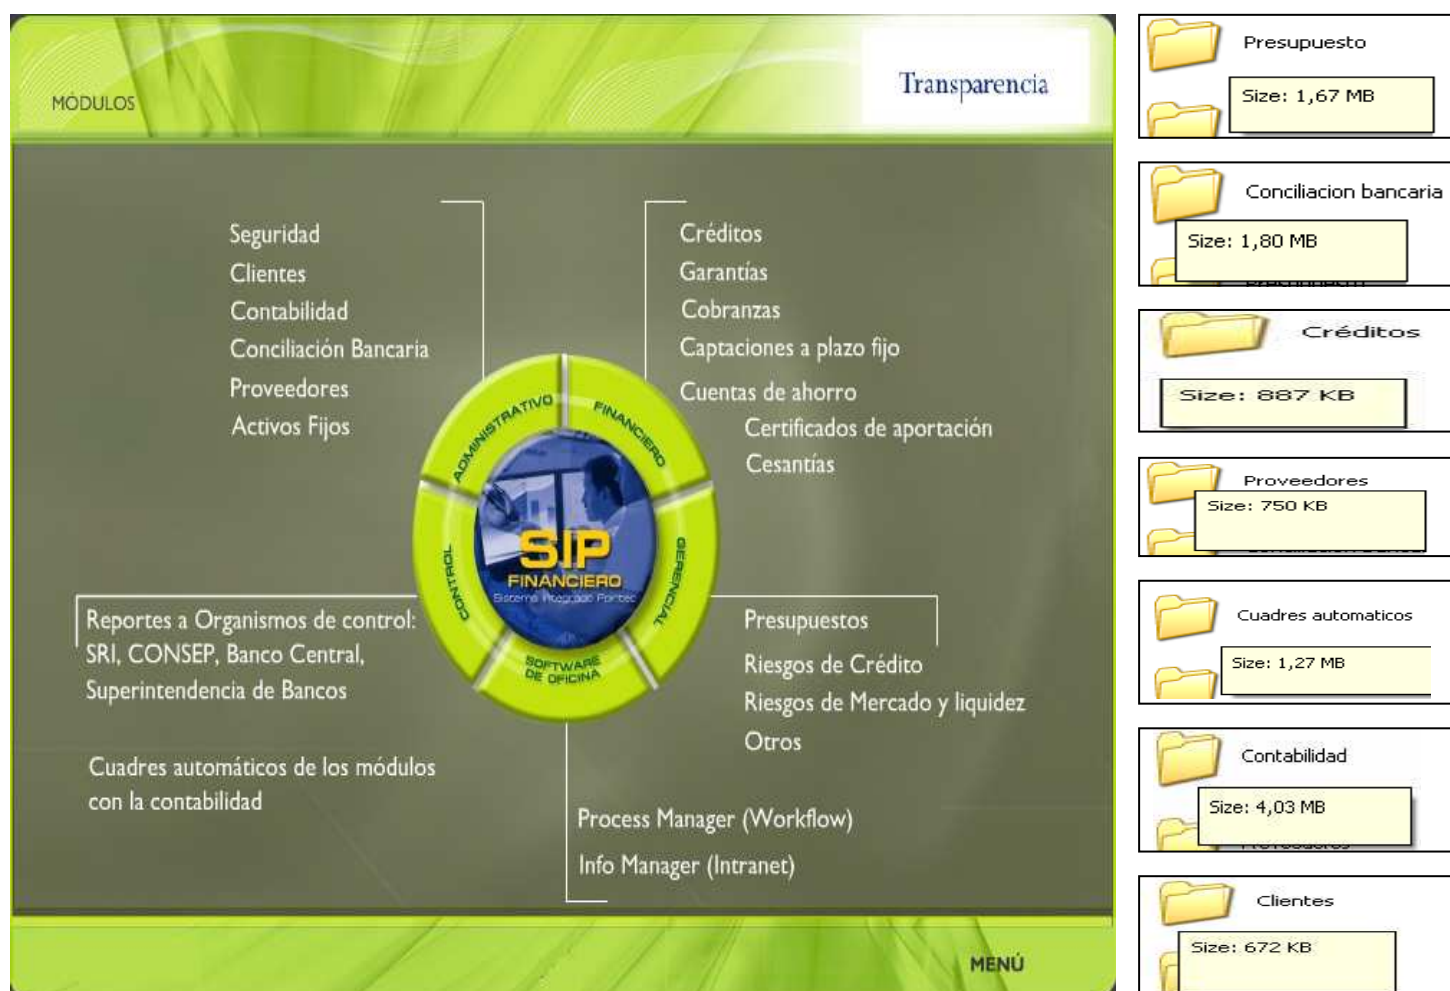 MÓDULOS
Transparencia
Seguridad
Clientes
Contabilidad
Conciliación Bancaria
Proveedores
Activos Fijos
Créditos
Garantías
Cobranzas
Captaciones a plazo fijo
Cuentas de ahorro
Certificados de aportación
Cesantías
ADMINISTRATIVO
FINANCIERO
CONTROL
GERENCIAL
SOFTWARE
DE OFICINA
SIP
FINANCIERO
Sistema Integrado Fortec
Reportes a Organismos de control:
SRI, CONSEP, Banco Central,
Superintendencia de Bancos
Cuadres automáticos de los módulos
con la contabilidad
Presupuestos
Riesgos de Crédito
Riesgos de Mercado y liquidez
Otros
Process Manager (Workflow)
Info Manager (Intranet)
MENÚ
Presupuesto
Size: 1,67 MB
Conciliacion bancaria
Size: 1,80 MB
Créditos
Size: 887 KB
Proveedores
Size: 750 KB
Cuadres automaticos
Size: 1,27 MB
Contabilidad
Size: 4,03 MB
Clientes
Size: 672 KB